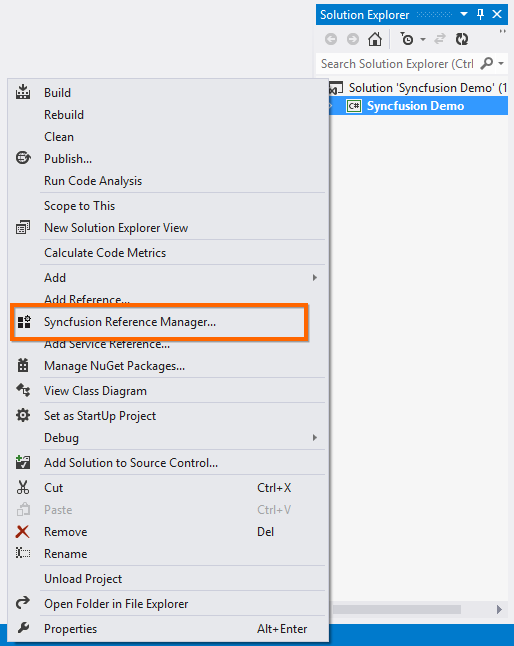 Solution Explorer
Search Solution Explorer (Ctrl
Solution 'Syncfusion Demo' (1
C# Syncfusion Demo
Build
Rebuild
Clean
Publish...
Run Code Analysis
Scope to This
New Solution Explorer View
Calculate Code Metrics
Add
Add Reference...
Syncfusion Reference Manager...
Add Service Reference...
Manage NuGet Packages...
View Class Diagram
Set as StartUp Project
Debug
Add Solution to Source Control...
Cut Ctrl+X
Paste Ctrl+V
Remove Del
Rename
Unload Project
Open Folder in File Explorer
Properties Alt+Enter